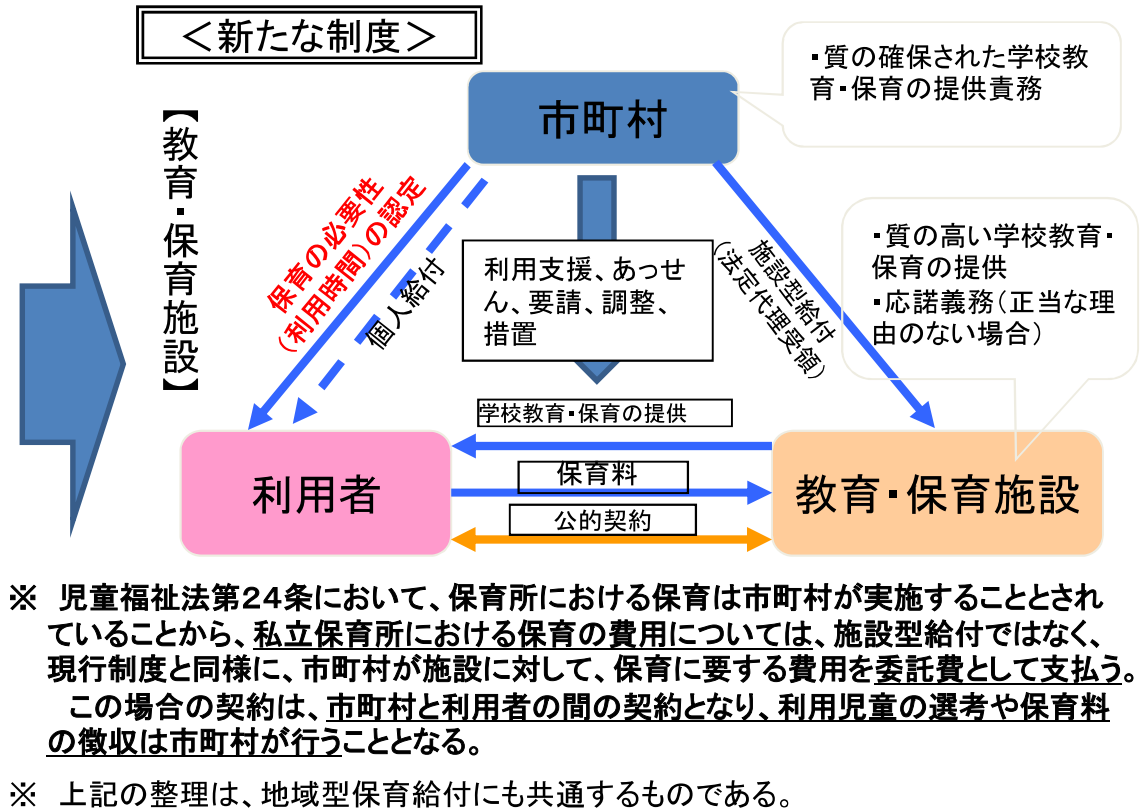 ＜新たな制度＞
・質の確保された学校教
育・保育の提供責務
市町村
【教育・保育施設】
保育の必要性
（利用時間）の認定
個人給付
利用支援、あっせ
ん、要請、調整、
措置
施設型給付
（法定代理受領）
・質の高い学校教育・
保育の提供
・応諾義務（正当な理
由のない場合）
学校教育・保育の提供
利用者
保育料
教育・保育施設
公的契約
※　児童福祉法第２４条において、保育所における保育は市町村が実施することとされ
ていることから、私立保育所における保育の費用については、施設型給付ではなく、
現行制度と同様に、市町村が施設に対して、保育に要する費用を委託費として支払う。
この場合の契約は、市町村と利用者の間の契約となり、利用児童の選考や保育料
の徴収は市町村が行うこととなる。
※　上記の整理は、地域型保育給付にも共通するものである。